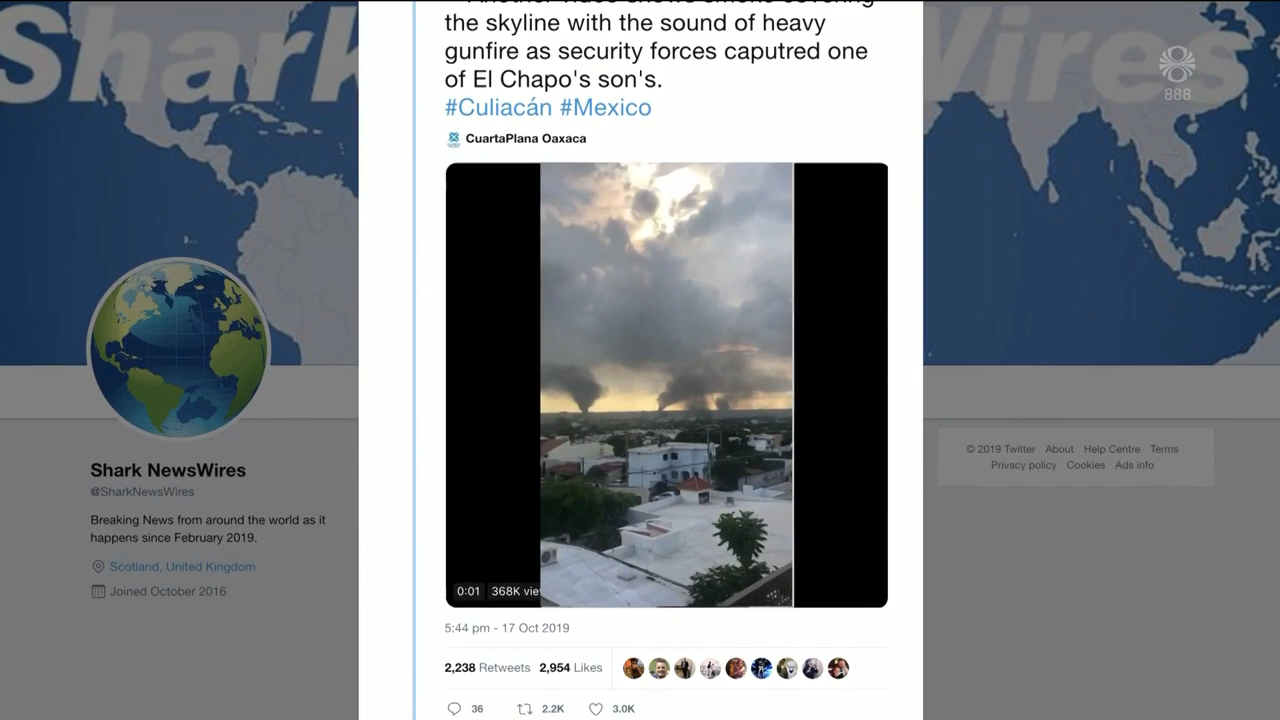 Shark
Wires
888
the skyline with the sound of heavy
gunfire as security forces caputred one
of El Chapo's son's.
#Culiacán #Mexico
CuartaPlana Oaxaca
0:01 368K
5:44 pm - 17 Oct 2019
2,238 Retweets 2,954 Likes
36 2.2K 3.0K
Shark NewsWires
@SharkNewsWires
Breaking News from around the world as it
happens since February 2019.
Scotland, United Kingdom
Joined October 2016
© 2019 Twitter About Help Centre Terms
Privacy policy Cookies Ads info